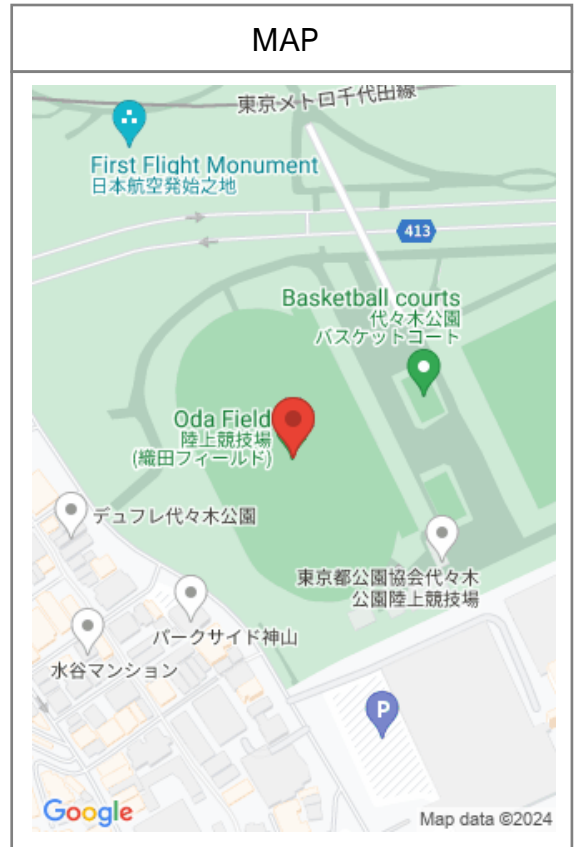 MAP
東京メトロ千代田線
First Flight Monument
日本航空発始之地
413
Basketball courts
代々木公園
バスケットコート
Oda Field
陸上競技場
(織田フィールド)
デュフレ代々木公園
東京都公園協会代々木
公園陸上競技場
パークサイド神山
水谷マンション
P
Google
Map data ©2024